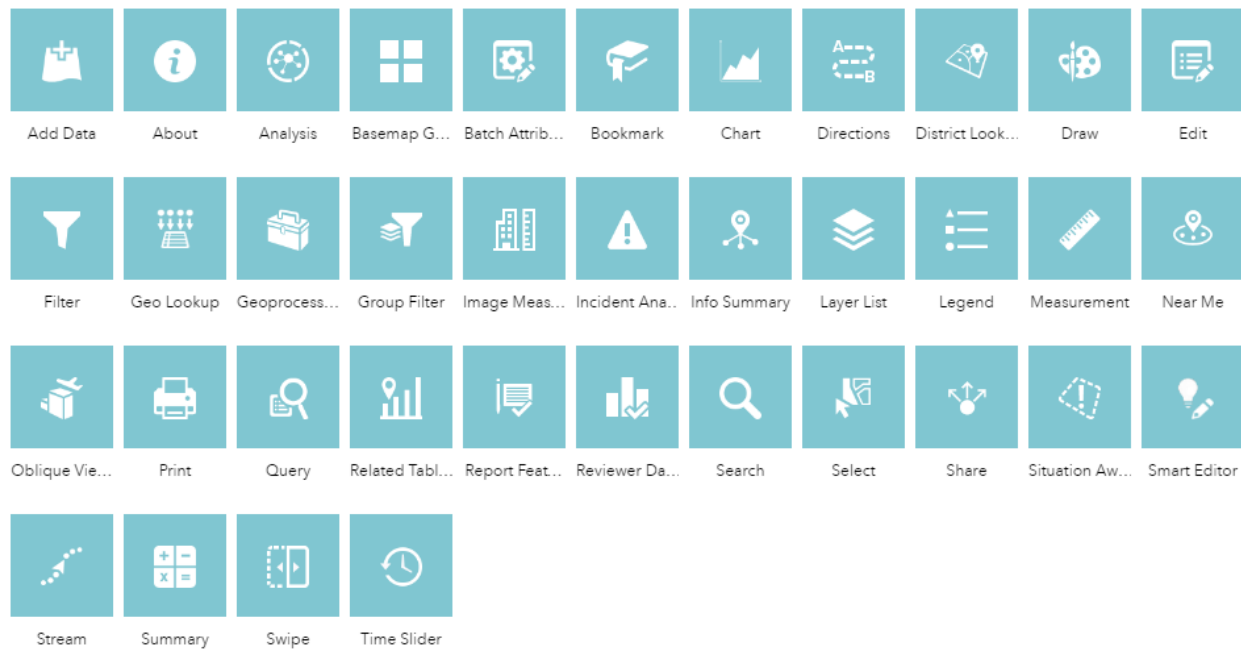 A
B
Add Data About Analysis Basemap G... Batch Attrib... Bookmark Chart Directions District Look... Draw Edit
Filter Geo Lookup Geoprocess... Group Filter Image Meas... Incident Ana... Info Summary Layer List Legend Measurement Near Me
Oblique Vie... Print Query Related Tabl... Report Feat... Reviewer Da... Search Select Share Situation Aw... Smart Editor
Stream Summary Swipe Time Slider